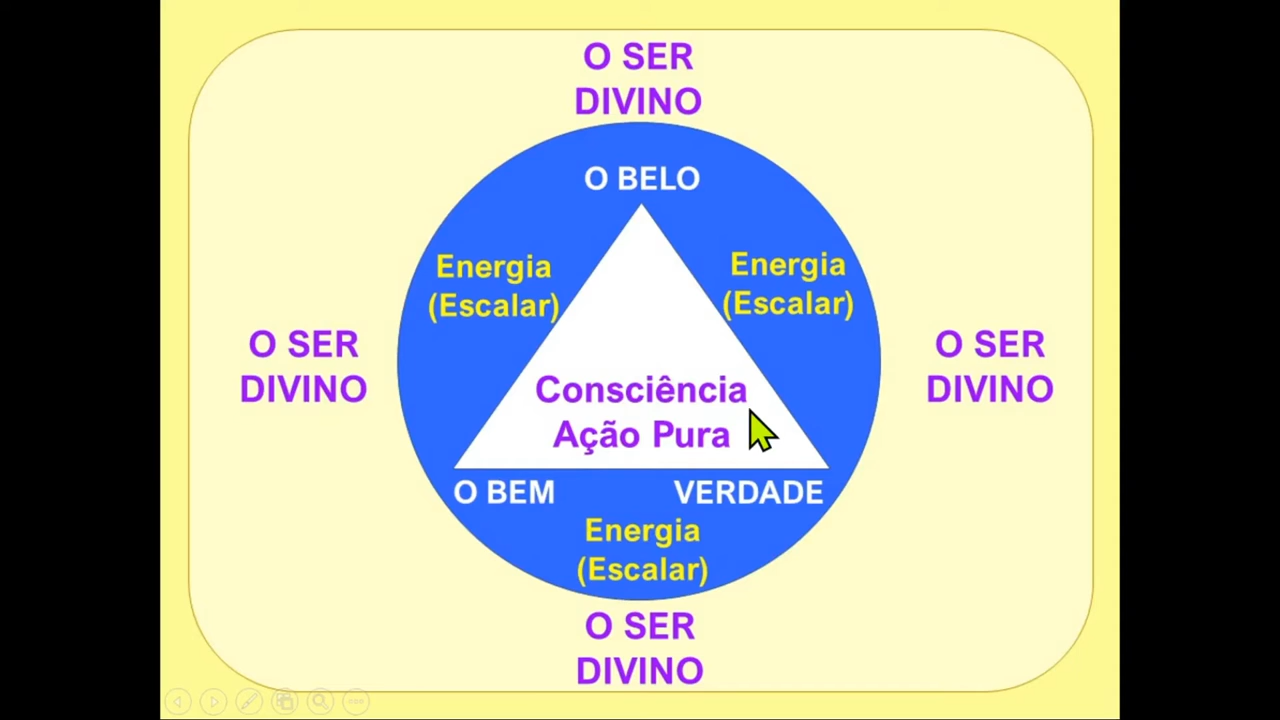 O SER
DIVINO
O BELO
Energia
(Escalar)
Energia
(Escalar)
O SER
DIVINO
Consciência
Ação Pura
O SER
DIVINO
O BEM
VERDADE
Energia
(Escalar)
O SER
DIVINO